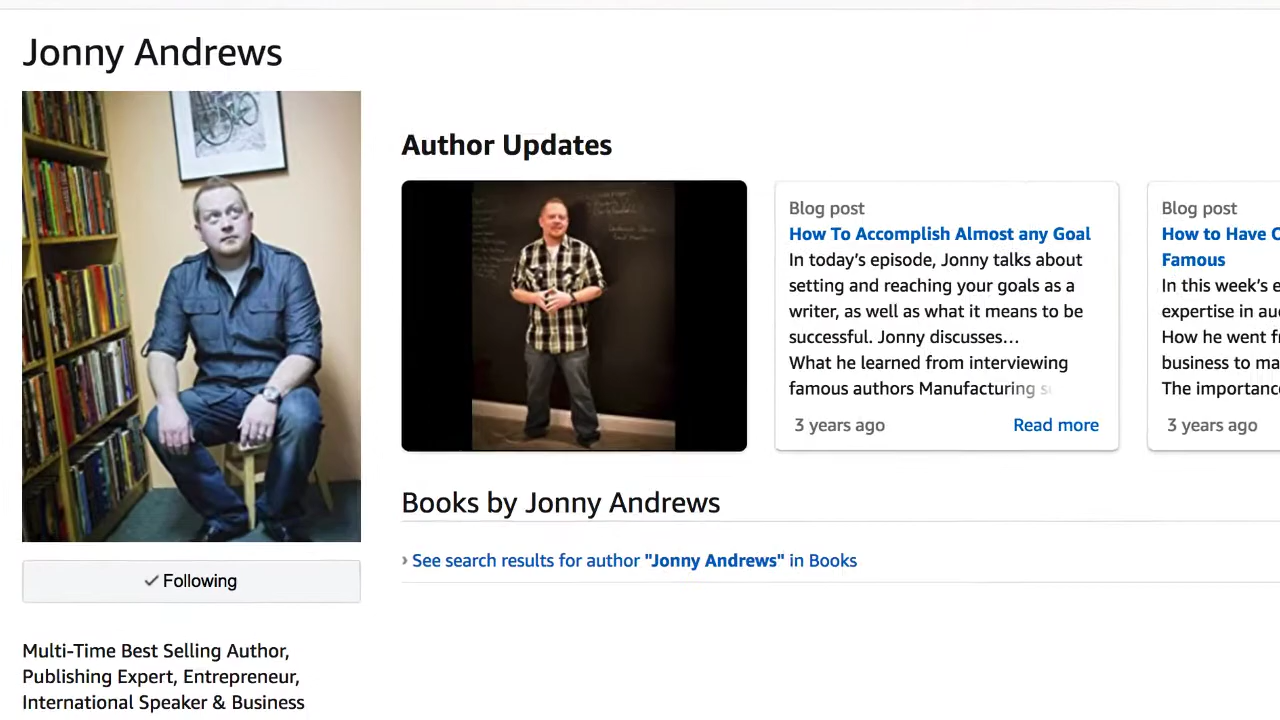 Jonny Andrews
Author Updates
Blog post
How To Accomplish Almost any Goal
In today’s episode, Jonny talks about
setting and reaching your goals as a
writer, as well as what it means to be
successful. Jonny discusses…
What he learned from interviewing
famous authors Manufacturing
3 years ago
Read more
Blog post
How to Have
Famous
In this week's
expertise in
How he went
business to
The
3 years ago
Books by Jonny Andrews
› See search results for author "Jonny Andrews" in Books
Following
Multi-Time Best Selling Author,
Publishing Expert, Entrepreneur,
International Speaker & Business